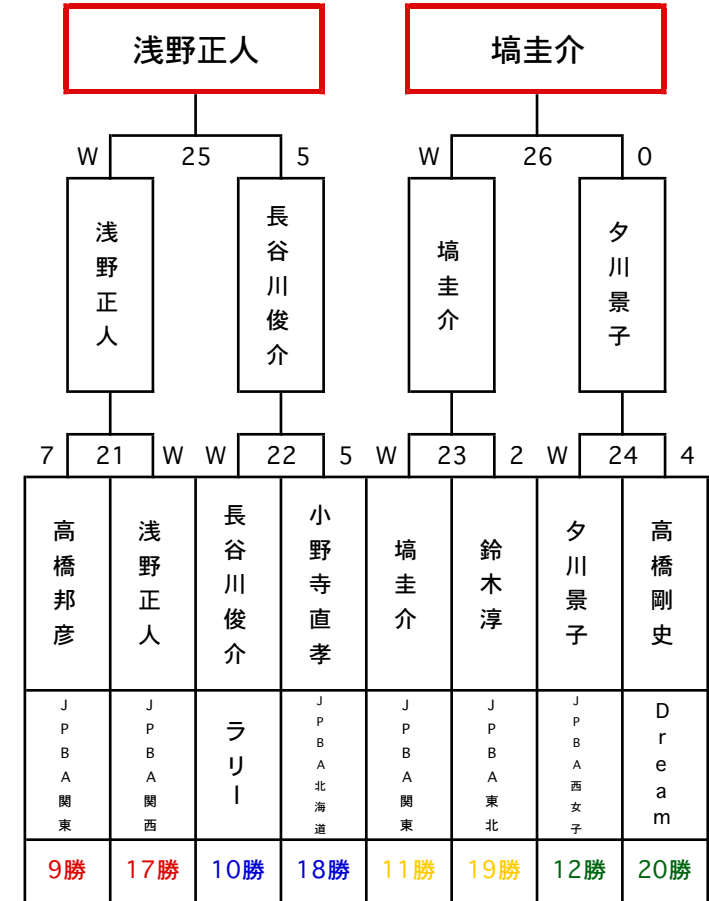 浅野正人 塙圭介
W 25 5 W 26 0
浅野正人 長谷川俊介 塙圭介 夕川景子
7 21 W W 22 5 W 23 2 W 24 4
高橋邦彦 浅野正人 長谷川俊介 小野寺直孝 塙圭介 鈴木淳 夕川景子 高橋剛史
JPBA関東 JPBA関西 ラリー JPBA北海道 JPBA関東 JPBA東北 JPBA西女子 Dream
9勝 17勝 10勝 18勝 11勝 19勝 12勝 20勝